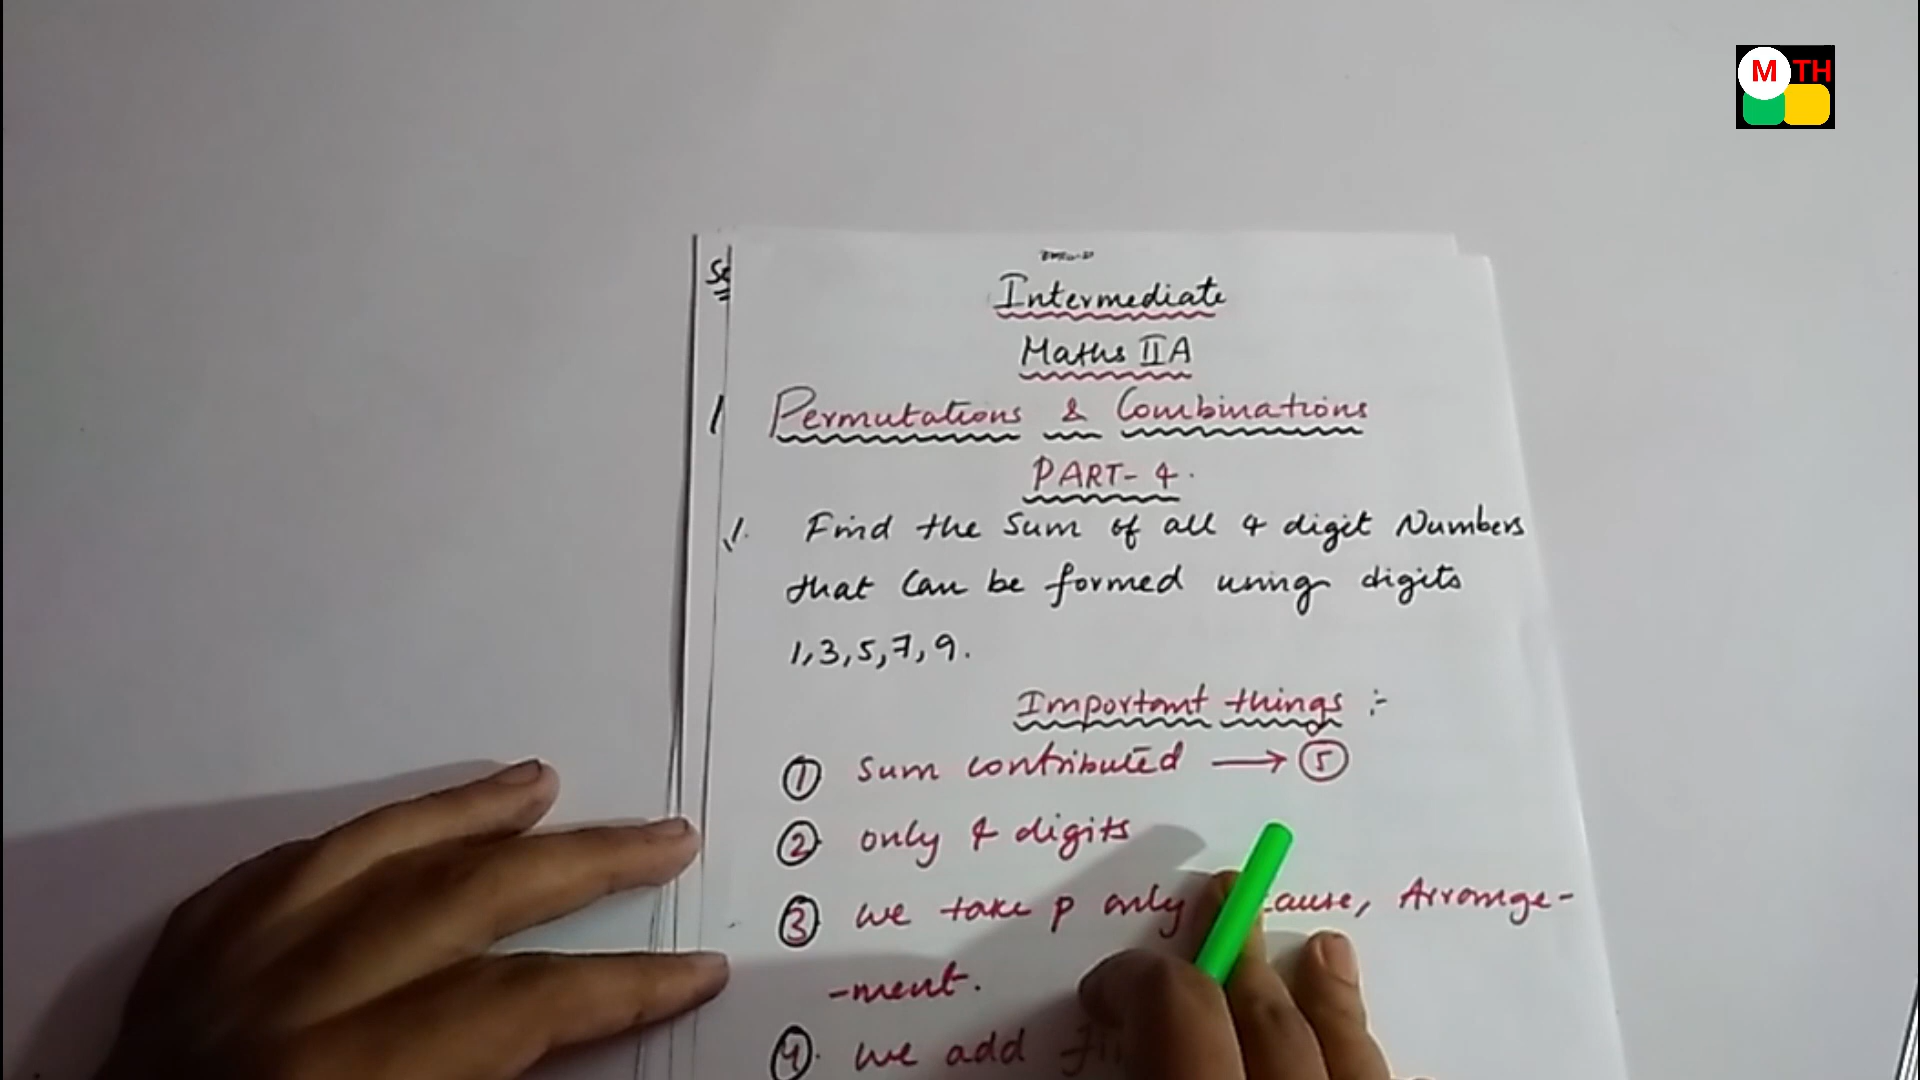 M TH
Intermediate
Maths IIA
1 Permutations & Combinations
PART-4.
1. Find the Sum of all 4 digit Numbers
that Can be formed using digits
1,3,5,7,9.
Important things :-
① Sum contributed → ⑤
② only 4 digits
③ we take p only Arrange-
-ment.
④. we add